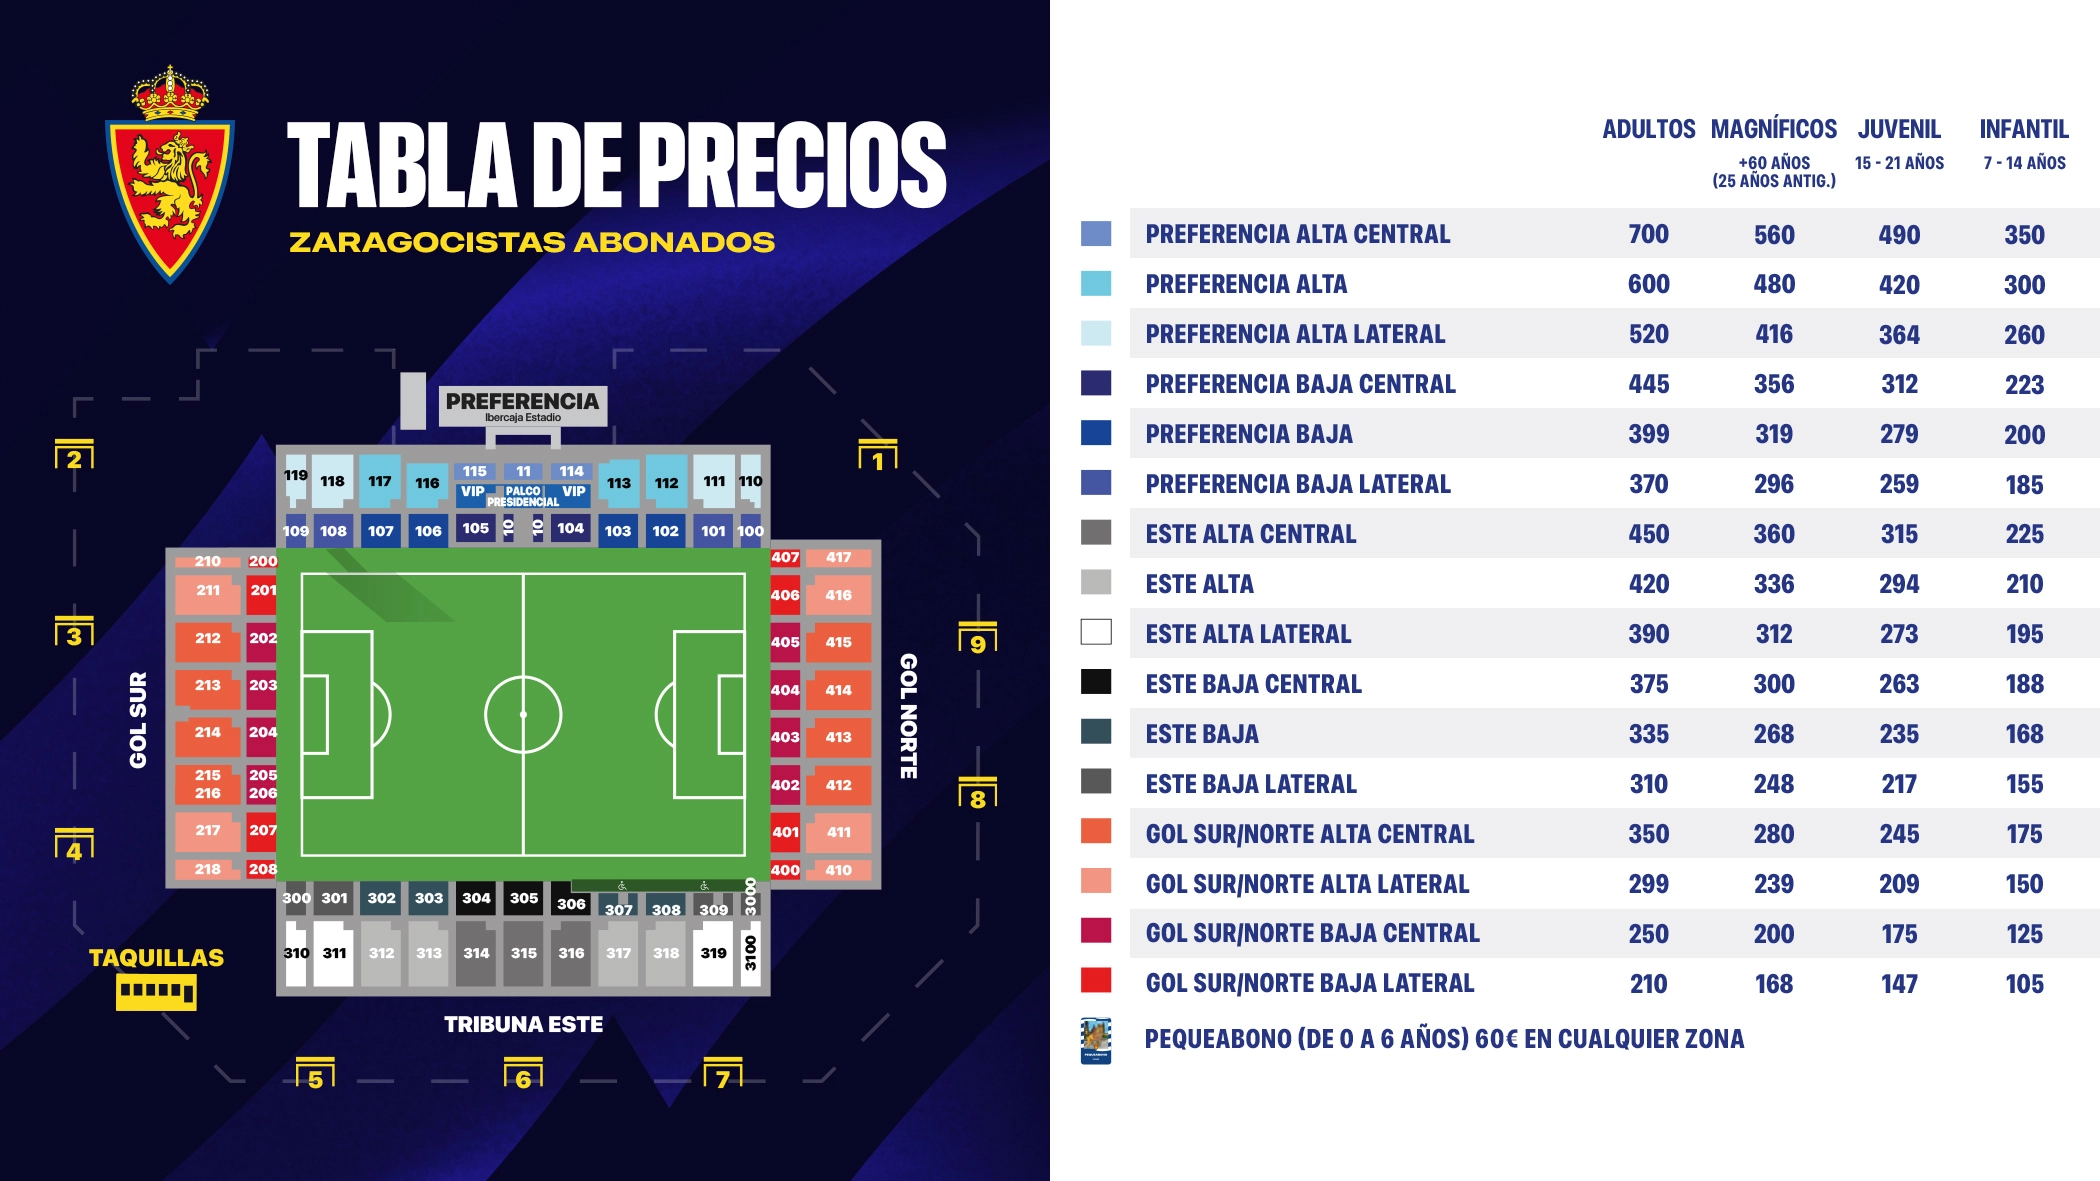 TABLA DE PRECIOS
ZARAGOCISTAS ABONADOS
PREFERENCIA
Ibercaja Estadio
2
1
119 118 117 116 115 11 114 113 112 111 110
VIP PALCO PRESIDENCIAL VIP
109 108 107 106 105 10 10 104 103 102 101 100
210 200
211 201
212 202
213 203
214 204
215 205
216 206
217 207
218 208
407 417
406 416
405 415
404 414
403 413
402 412
401 411
400 410
3
9
GOL SUR
GOL NORTE
8
4
300 301 302 303 304 305 306 307 308 309 3000
310 311 312 313 314 315 316 317 318 319 3100
TAQUILLAS
TRIBUNA ESTE
5 6 7
ADULTOS MAGNÍFICOS JUVENIL INFANTIL
+60 AÑOS 15 - 21 AÑOS 7 - 14 AÑOS
(25 AÑOS ANTIG.)
PREFERENCIA ALTA CENTRAL 700 560 490 350
PREFERENCIA ALTA 600 480 420 300
PREFERENCIA ALTA LATERAL 520 416 364 260
PREFERENCIA BAJA CENTRAL 445 356 312 223
PREFERENCIA BAJA 399 319 279 200
PREFERENCIA BAJA LATERAL 370 296 259 185
ESTE ALTA CENTRAL 450 360 315 225
ESTE ALTA 420 336 294 210
ESTE ALTA LATERAL 390 312 273 195
ESTE BAJA CENTRAL 375 300 263 188
ESTE BAJA 335 268 235 168
ESTE BAJA LATERAL 310 248 217 155
GOL SUR/NORTE ALTA CENTRAL 350 280 245 175
GOL SUR/NORTE ALTA LATERAL 299 239 209 150
GOL SUR/NORTE BAJA CENTRAL 250 200 175 125
GOL SUR/NORTE BAJA LATERAL 210 168 147 105
PEQUEABONO (DE 0 A 6 AÑOS) 60€ EN CUALQUIER ZONA